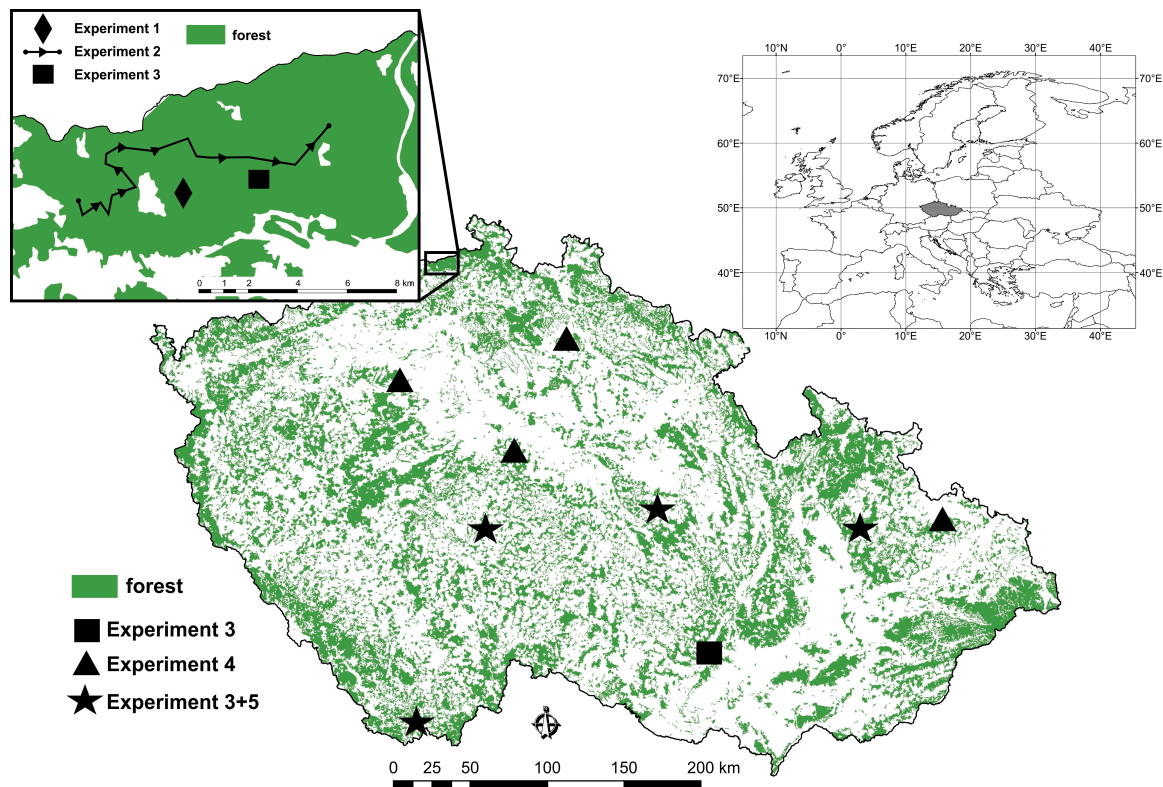 Experiment 1
forest
Experiment 2
Experiment 3
0 1 2 4 6 8 km
10°N 0° 10°E 20°E 30°E 40°E
70°E 70°E
60°E 60°E
50°E 50°E
40°E 40°E
10°N 0° 10°E 20°E 30°E 40°E
forest
Experiment 3
Experiment 4
Experiment 3+5
0 25 50 100 150 200 km